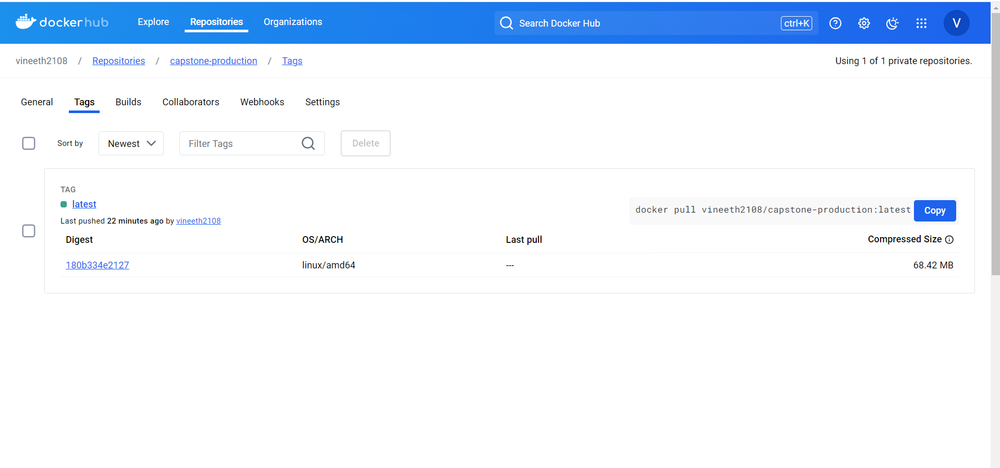 docker hub Explore Repositories Organizations Search Docker Hub ctrl+K V
vineeth2108 / Repositories / capstone-production / Tags Using 1 of 1 private repositories.
General Tags Builds Collaborators Webhooks Settings
Sort by Newest Filter Tags Delete
TAG
latest
docker pull vineeth2108/capstone-production:latest Copy
Last pushed 22 minutes ago by vineeth2108
Digest OS/ARCH Last pull Compressed Size
180b334e2127 linux/amd64 --- 68.42 MB